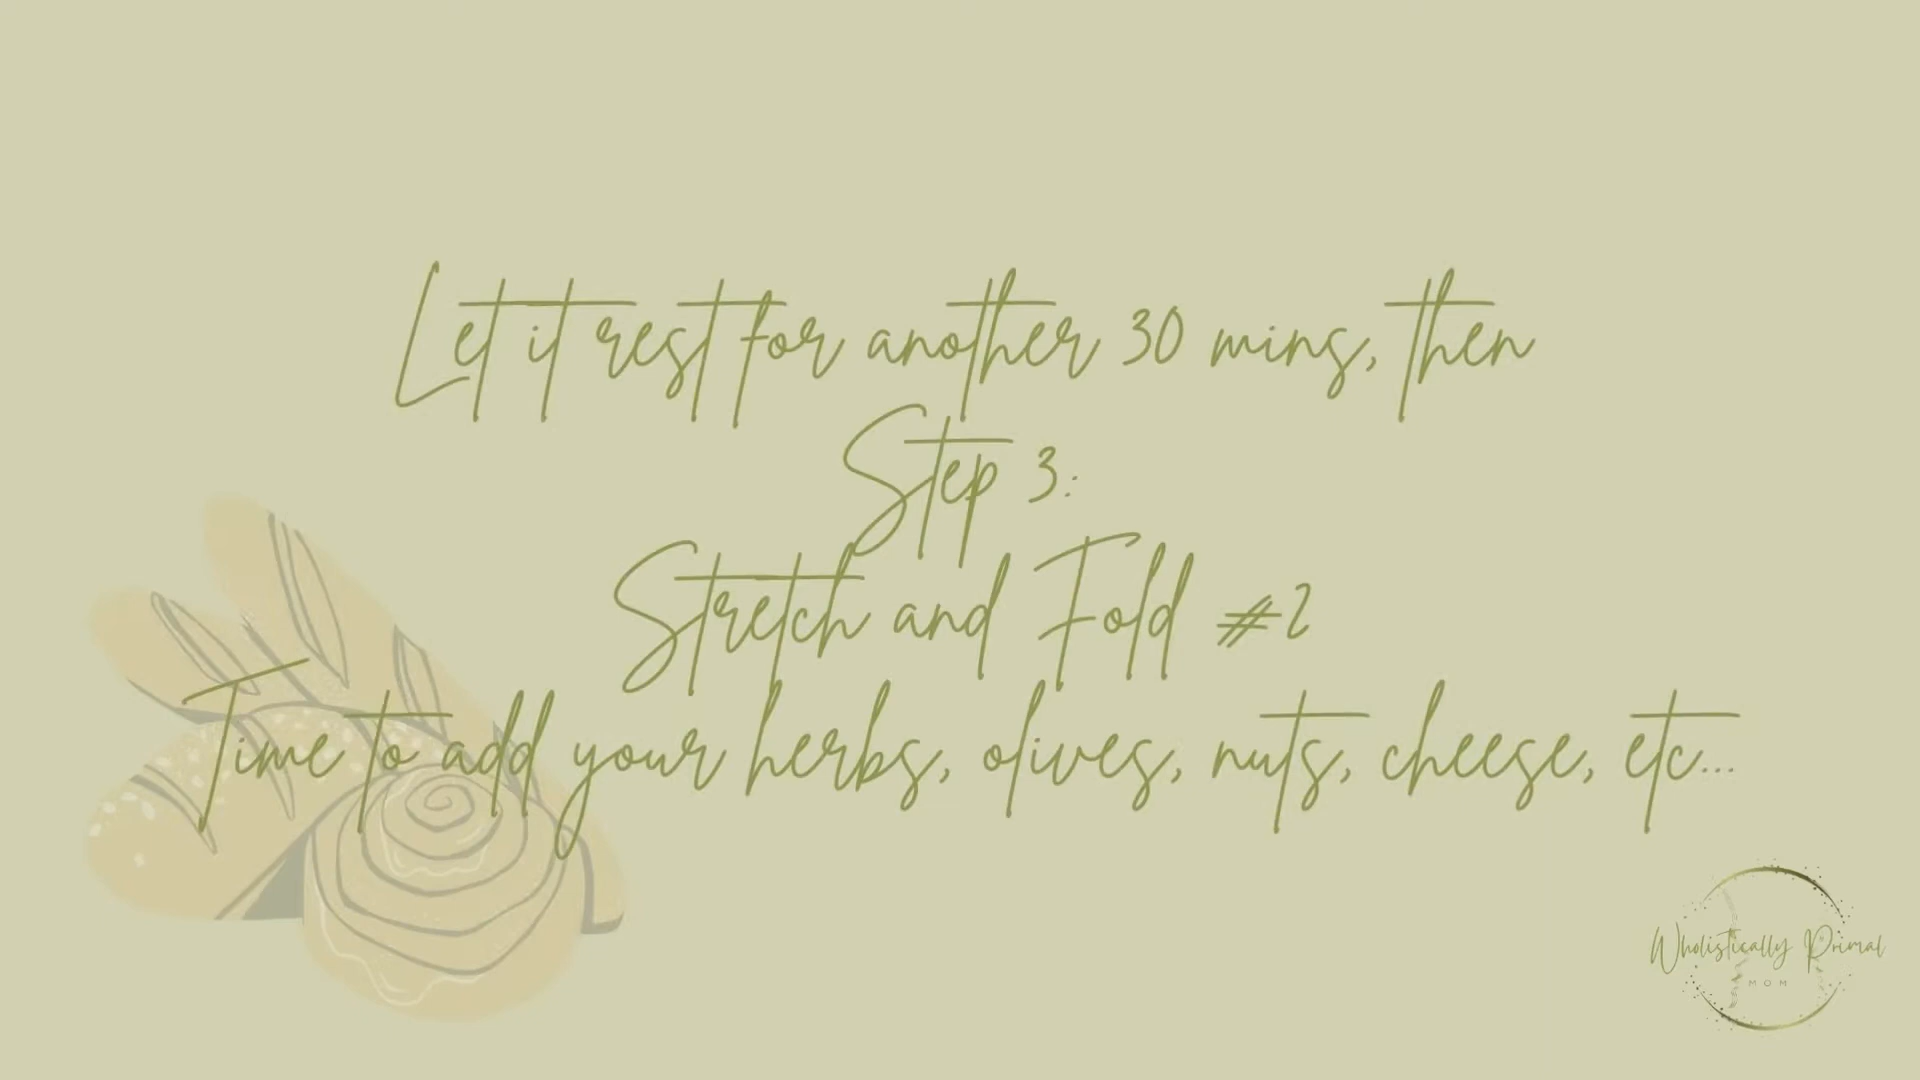 Let it rest for another 30 mins, then
Step 3:
Stretch and Fold #2
Time to add your herbs, olives, nuts, cheese, etc...
Wholistically Primal
MOM